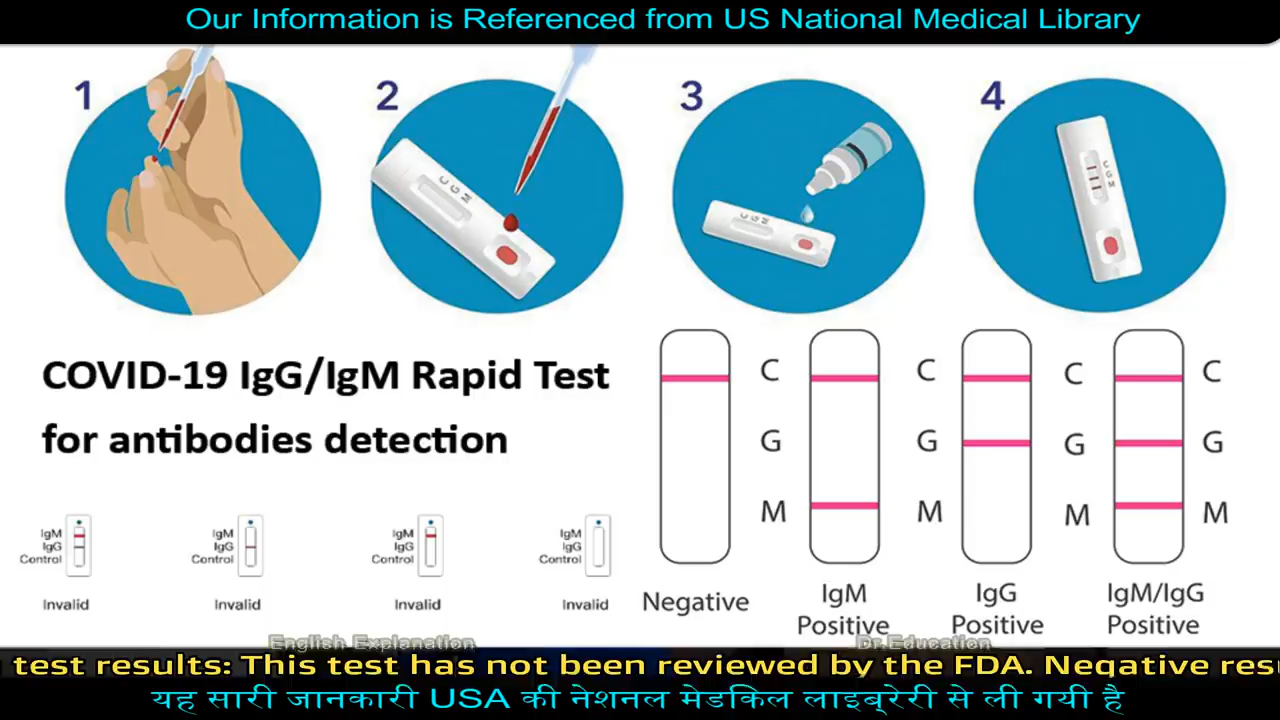 Our Information is Referenced from US National Medical Library
1 2 3 4
C G M
C G M
C G M
COVID-19 IgG/IgM Rapid Test
for antibodies detection
C C C C
G G G G
M M M M
Negative
IgM
Positive
IgG
Positive
IgM/IgG
Positive
IgM
IgG
Control
Invalid
IgM
IgG
Control
Invalid
IgM
IgG
Control
Invalid
IgM
IgG
Control
Invalid
English Explanation
Dr.Education
test results: This test has not been reviewed by the FDA. Negative
यह सारी जानकारी USA की नेशनल मेडकिल लाइब्रेरी से ली गयी है